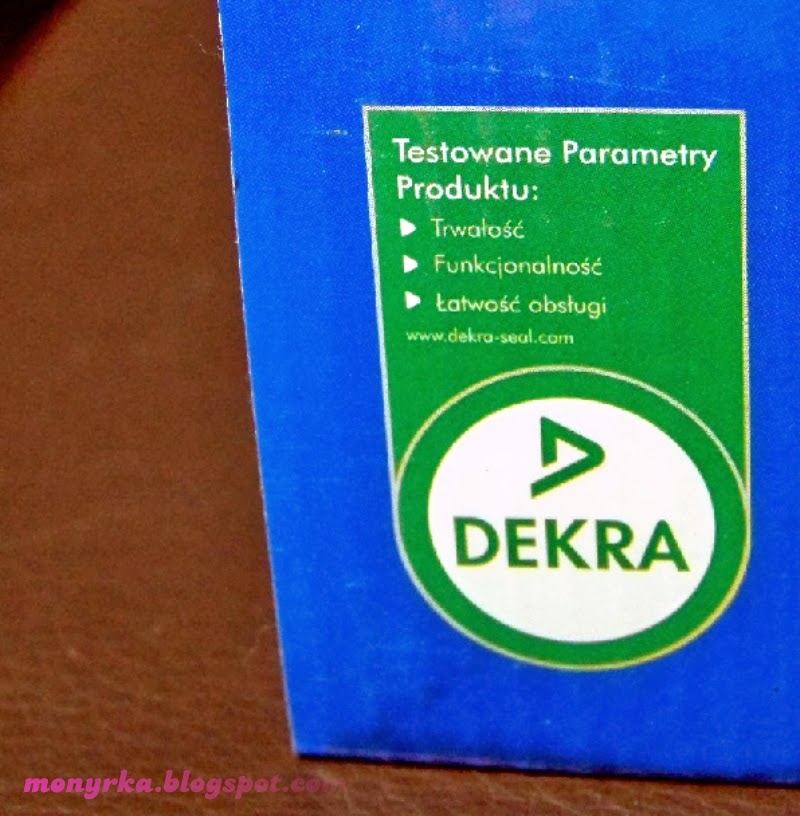 Testowane Parametry
Produktu:
Trwałość
Funkcjonalność
Łatwość obsługi
www.dekra-seal.com
DEKRA
monyrka.blogspot.com